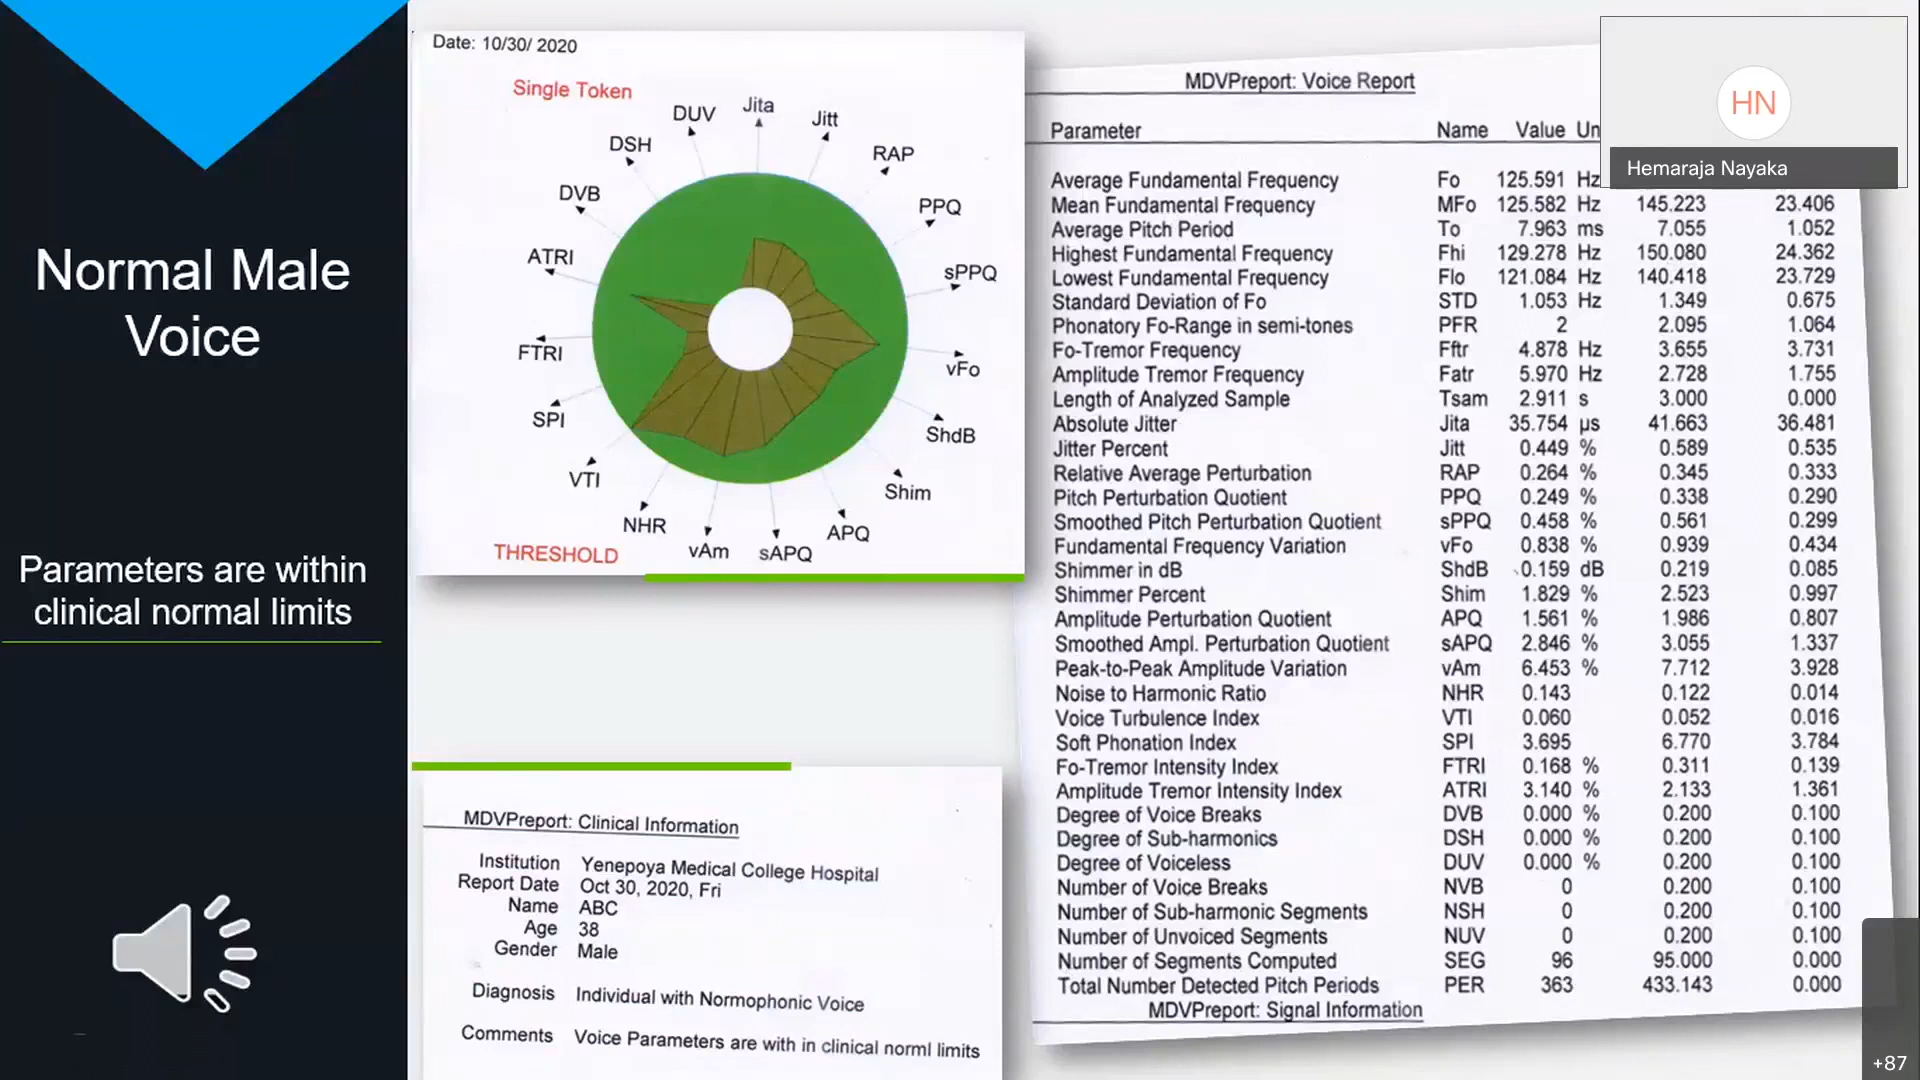 Normal Male
Voice
Parameters are within
clinical normal limits
Date: 10/30/ 2020
Single Token
DUV
Jita
Jitt
DSH
RAP
DVB
PPQ
ATRI
sPPQ
FTRI
vFo
SPI
ShdB
VTI
Shim
NHR
vAm
sAPQ
APQ
THRESHOLD
MDVPreport: Clinical Information
Institution Yenepoya Medical College Hospital
Report Date Oct 30, 2020, Fri
Name ABC
Age 38
Gender Male
Diagnosis Individual with Normophonic Voice
Comments Voice Parameters are with in clinical norml limits
MDVPreport: Voice Report
Parameter Name Value Un
Average Fundamental Frequency Fo 125.591 Hz
Mean Fundamental Frequency MFo 125.582 Hz 145.223 23.406
Average Pitch Period To 7.963 ms 7.055 1.052
Highest Fundamental Frequency Fhi 129.278 Hz 150.080 24.362
Lowest Fundamental Frequency Flo 121.084 Hz 140.418 23.729
Standard Deviation of Fo STD 1.053 Hz 1.349 0.675
Phonatory Fo-Range in semi-tones PFR 2 2.095 1.064
Fo-Tremor Frequency Fftr 4.878 Hz 3.655 3.731
Amplitude Tremor Frequency Fatr 5.970 Hz 2.728 1.755
Length of Analyzed Sample Tsam 2.911 s 3.000 0.000
Absolute Jitter Jita 35.754 µs 41.663 36.481
Jitter Percent Jitt 0.449 % 0.589 0.535
Relative Average Perturbation RAP 0.264 % 0.345 0.333
Pitch Perturbation Quotient PPQ 0.249 % 0.338 0.290
Smoothed Pitch Perturbation Quotient sPPQ 0.458 % 0.561 0.299
Fundamental Frequency Variation vFo 0.838 % 0.939 0.434
Shimmer in dB ShdB 0.159 dB 0.219 0.085
Shimmer Percent Shim 1.829 % 2.523 0.997
Amplitude Perturbation Quotient APQ 1.561 % 1.986 0.807
Smoothed Ampl. Perturbation Quotient sAPQ 2.846 % 3.055 1.337
Peak-to-Peak Amplitude Variation vAm 6.453 % 7.712 3.928
Noise to Harmonic Ratio NHR 0.143 0.122 0.014
Voice Turbulence Index VTI 0.060 0.052 0.016
Soft Phonation Index SPI 3.695 6.770 3.784
Fo-Tremor Intensity Index FTRI 0.168 % 0.311 0.139
Amplitude Tremor Intensity Index ATRI 3.140 % 2.133 1.361
Degree of Voice Breaks DVB 0.000 % 0.200 0.100
Degree of Sub-harmonics DSH 0.000 % 0.200 0.100
Degree of Voiceless DUV 0.000 % 0.200 0.100
Number of Voice Breaks NVB 0 0.200 0.100
Number of Sub-harmonic Segments NSH 0 0.200 0.100
Number of Unvoiced Segments NUV 0 0.200 0.100
Number of Segments Computed SEG 96 95.000 0.000
Total Number Detected Pitch Periods PER 363 433.143 0.000
MDVPreport: Signal Information
HN
Hemaraja Nayaka
+87